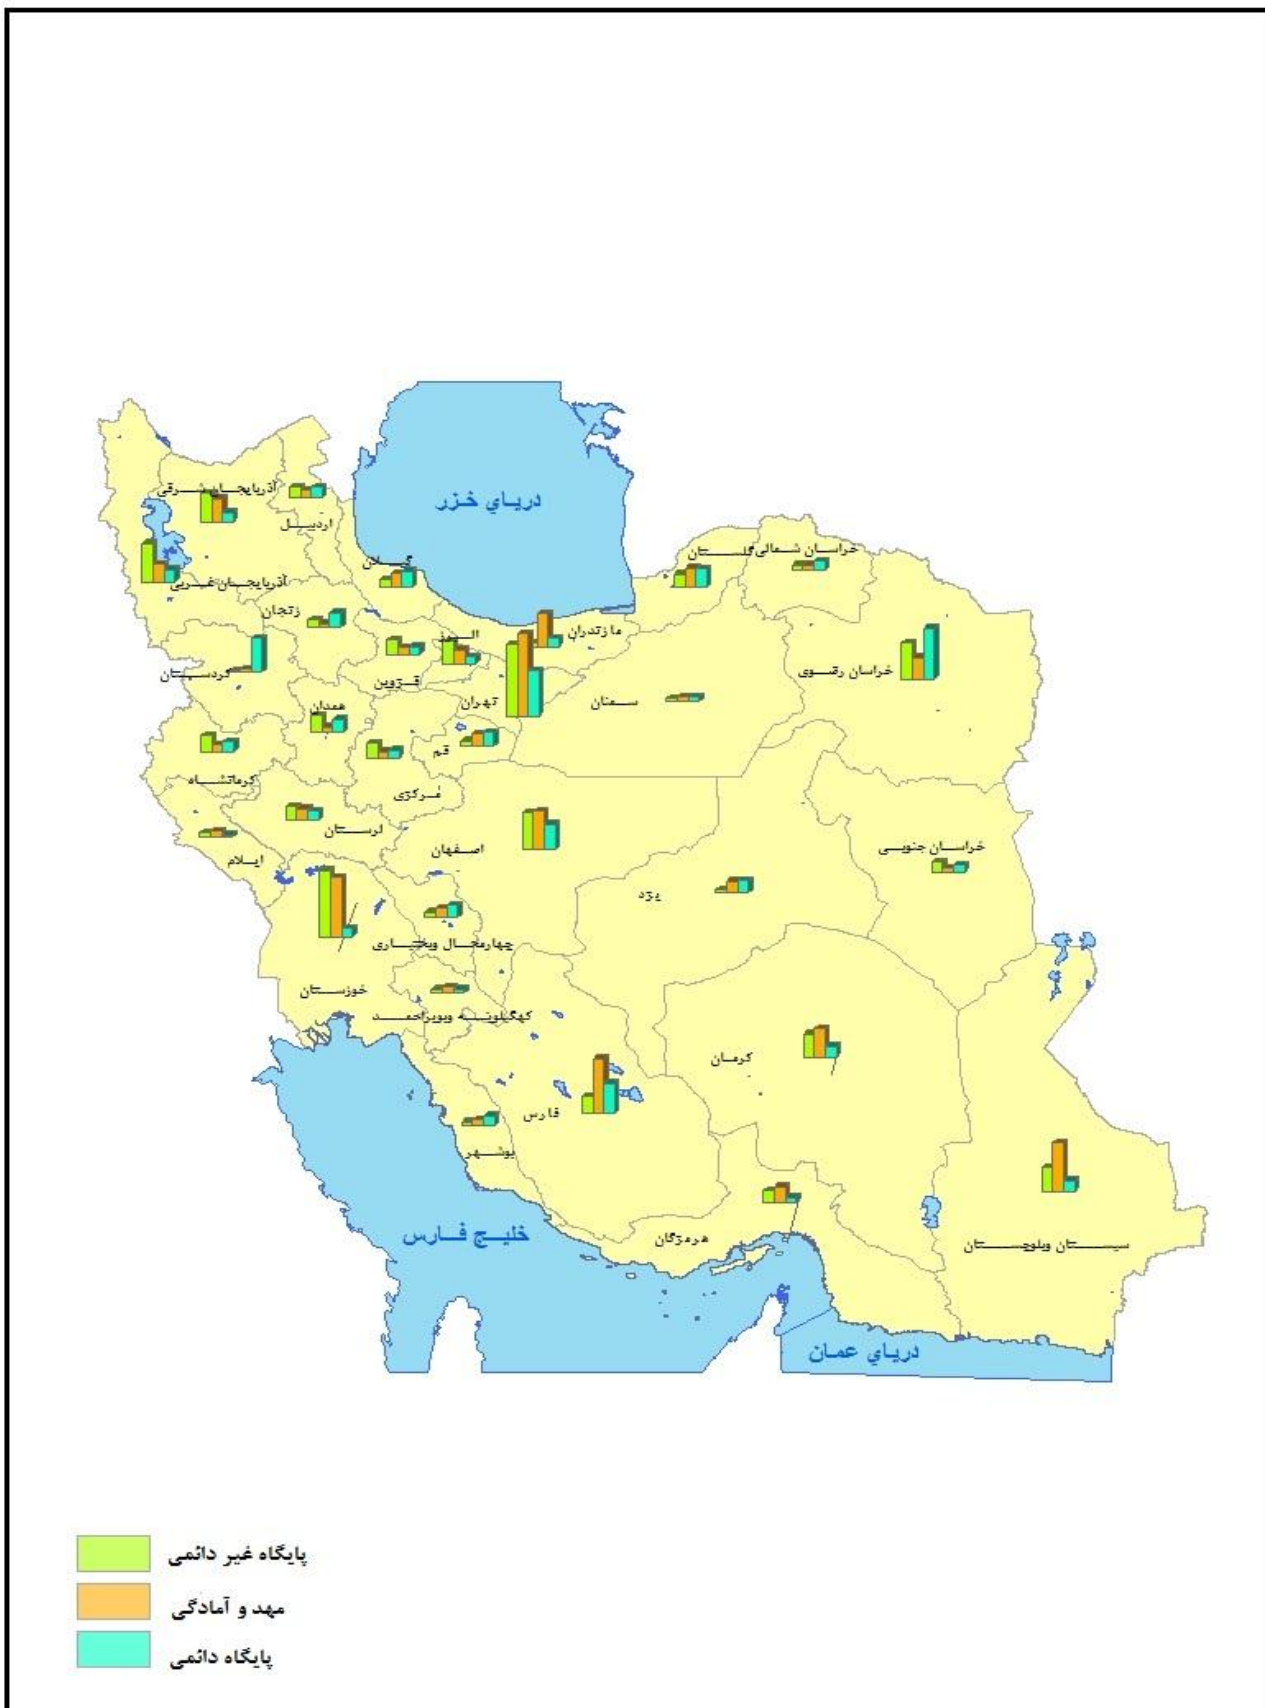 دریاي خزر
آذربایجان شرقی
اردبیل
گیلان
گلستان
خراسان شمالی
آذربایجان غربی
زنجان
البرز
مازندران
کردستان
قزوین
تهران
سمنان
خراسان رضوی
همدان
قم
کرمانشاه
مرکزی
لرستان
ایلام
اصفهان
خراسان جنوبی
یزد
چهارمحال وبختیاری
خوزستان
کهگیلویه وبویراحمد
کرمان
فارس
بوشهر
خلیج فارس
هرمزگان
سیستان وبلوچستان
دریاي عمان
پایگاه غیر دائمی
مهد و آمادگی
پایگاه دائمی